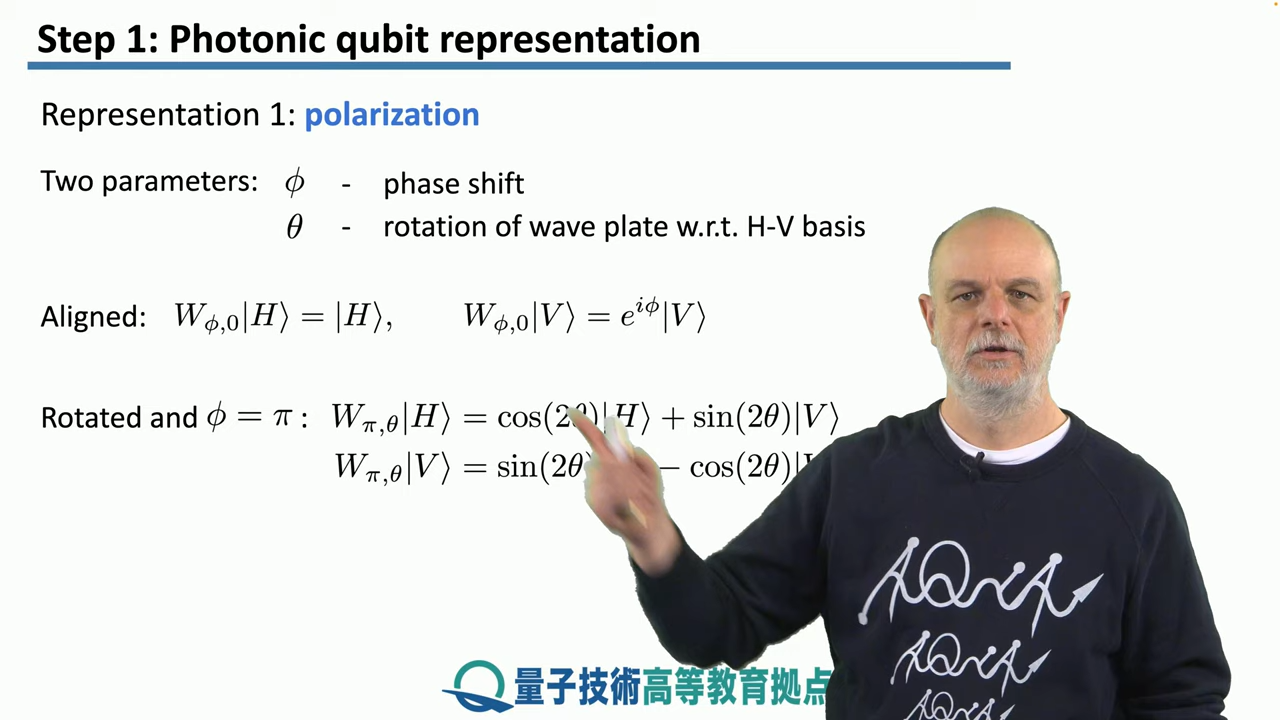 Step 1: Photonic qubit representation
Representation 1: polarization
Two parameters: ϕ - phase shift
θ - rotation of wave plate w.r.t. H-V basis
Aligned: W_{ϕ,0}|H⟩ = |H⟩, W_{ϕ,0}|V⟩ = e^{iϕ}|V⟩
Rotated and ϕ = π : W_{π,θ}|H⟩ = cos(2θ)|H⟩ + sin(2θ)|V⟩
W_{π,θ}|V⟩ = sin(2θ) − cos(2θ)|
量子技術高等教育拠点